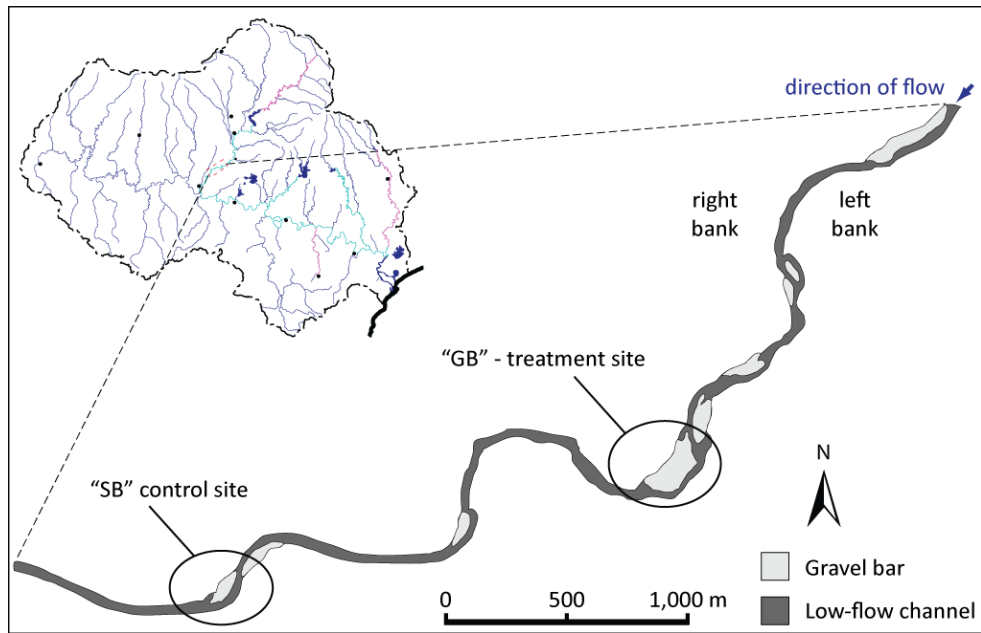 direction of flow
right
bank
left
bank
"GB" - treatment site
"SB" control site
N
0 500 1,000 m
Gravel bar
Low-flow channel